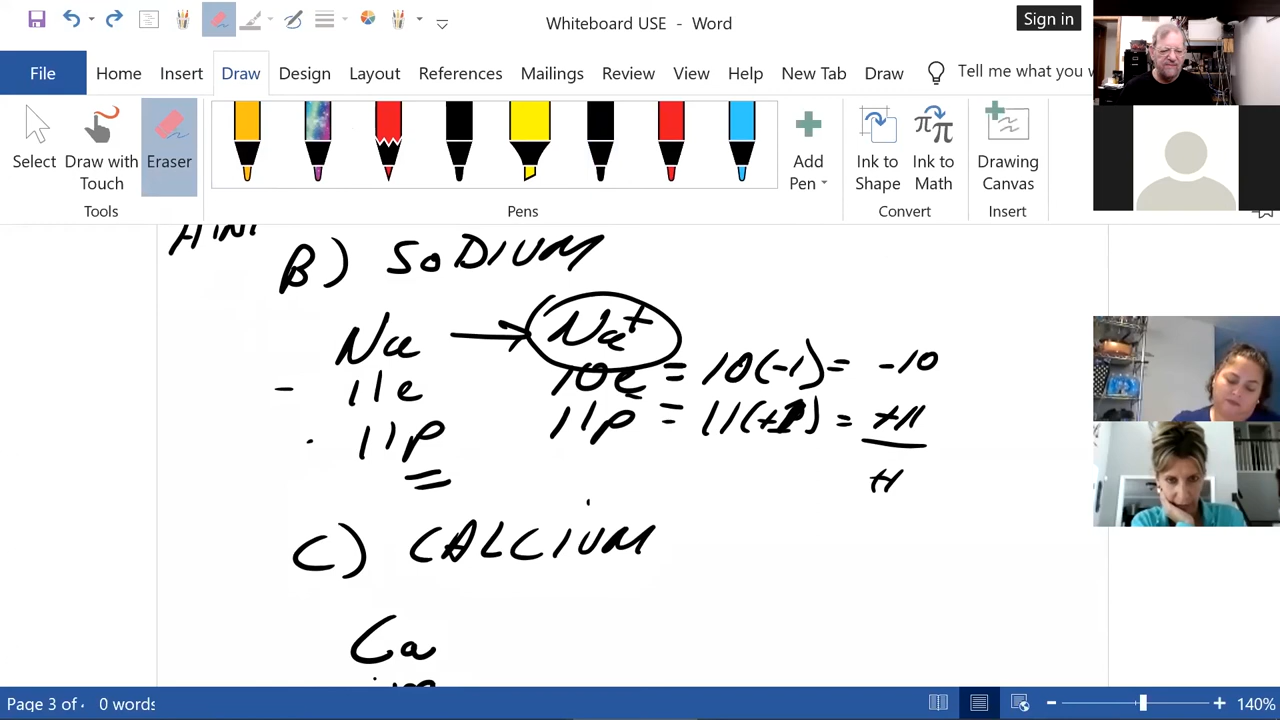 Whiteboard USE - Word
Sign in
File Home Insert Draw Design Layout References Mailings Review View Help New Tab Draw Tell me what you
Select Draw with Touch Eraser Add Pen Ink to Shape Ink to Math Drawing Canvas
Tools Pens Convert Insert
B) SODIUM
Na → Na+
- 11e 10e = 10(-1) = -10
11p = 11(+1) = +11
11p
+1
C) CALCIUM
Ca
Page 3 of 0 words 140%